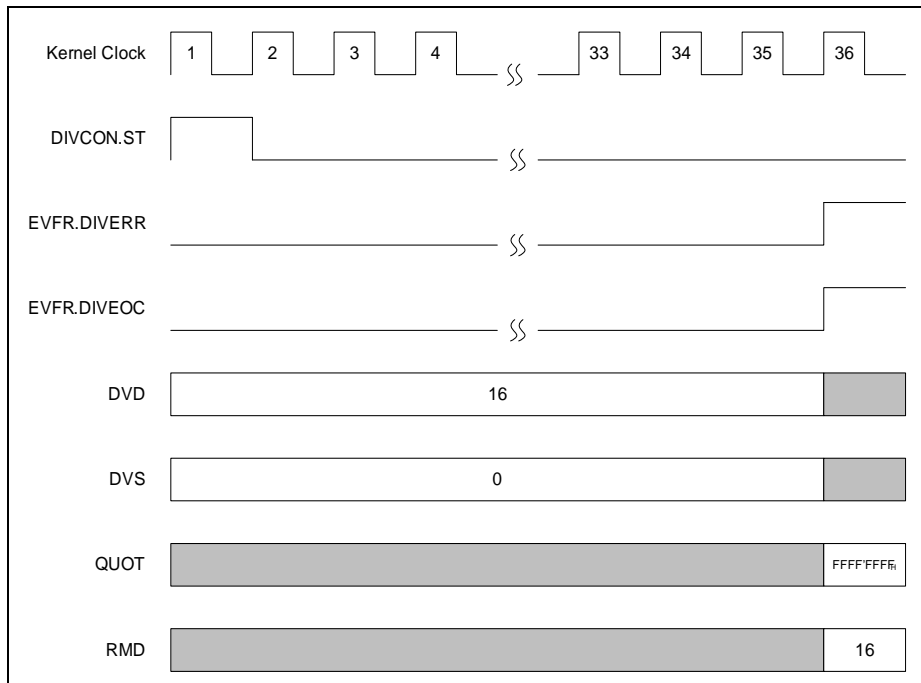 Kernel Clock 1 2 3 4 33 34 35 36
DIVCON.ST
EVFR.DIVERR
EVFR.DIVEOC
DVD 16
DVS 0
QUOT FFFF'FFFFH
RMD 16